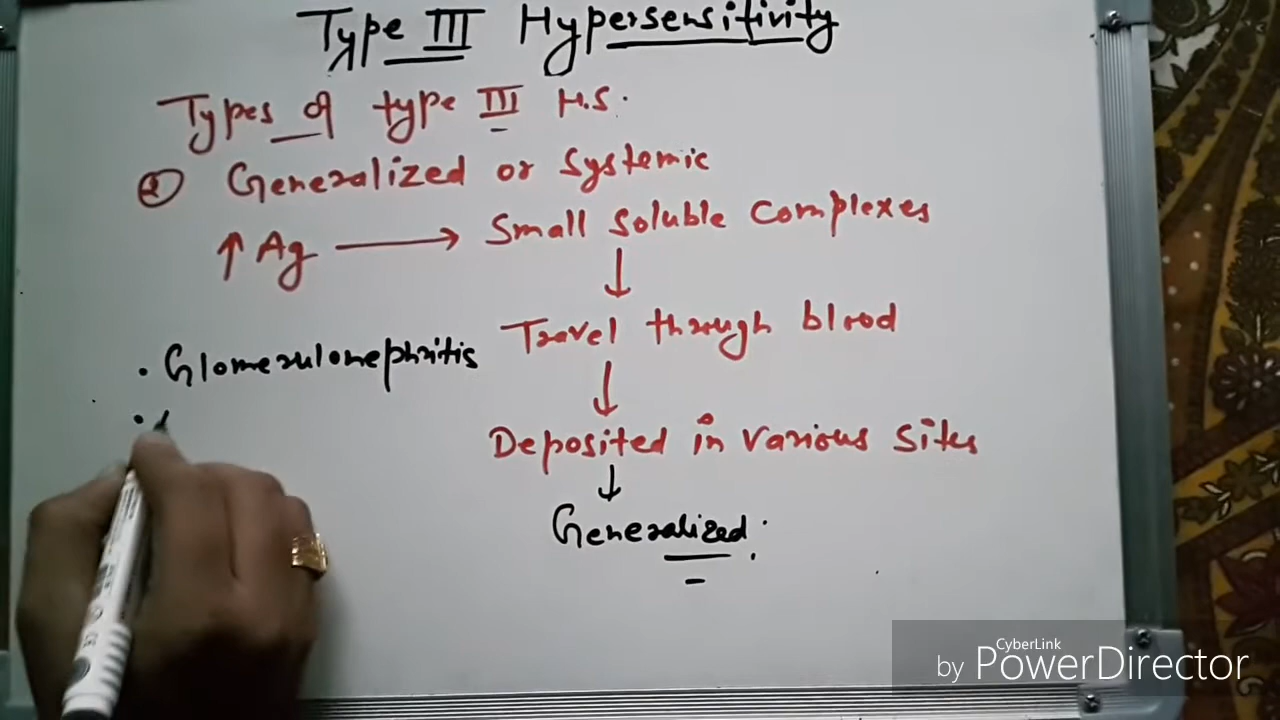 Type III Hypersensitivity
Types of type III H.S.
② Generalized or Systemic
↑ Ag → Small Soluble Complexes
↓
Travel through blood
• Glomerulonephritis
↓
Deposited in various sites
↓
Generalized.
CyberLink
by PowerDirector